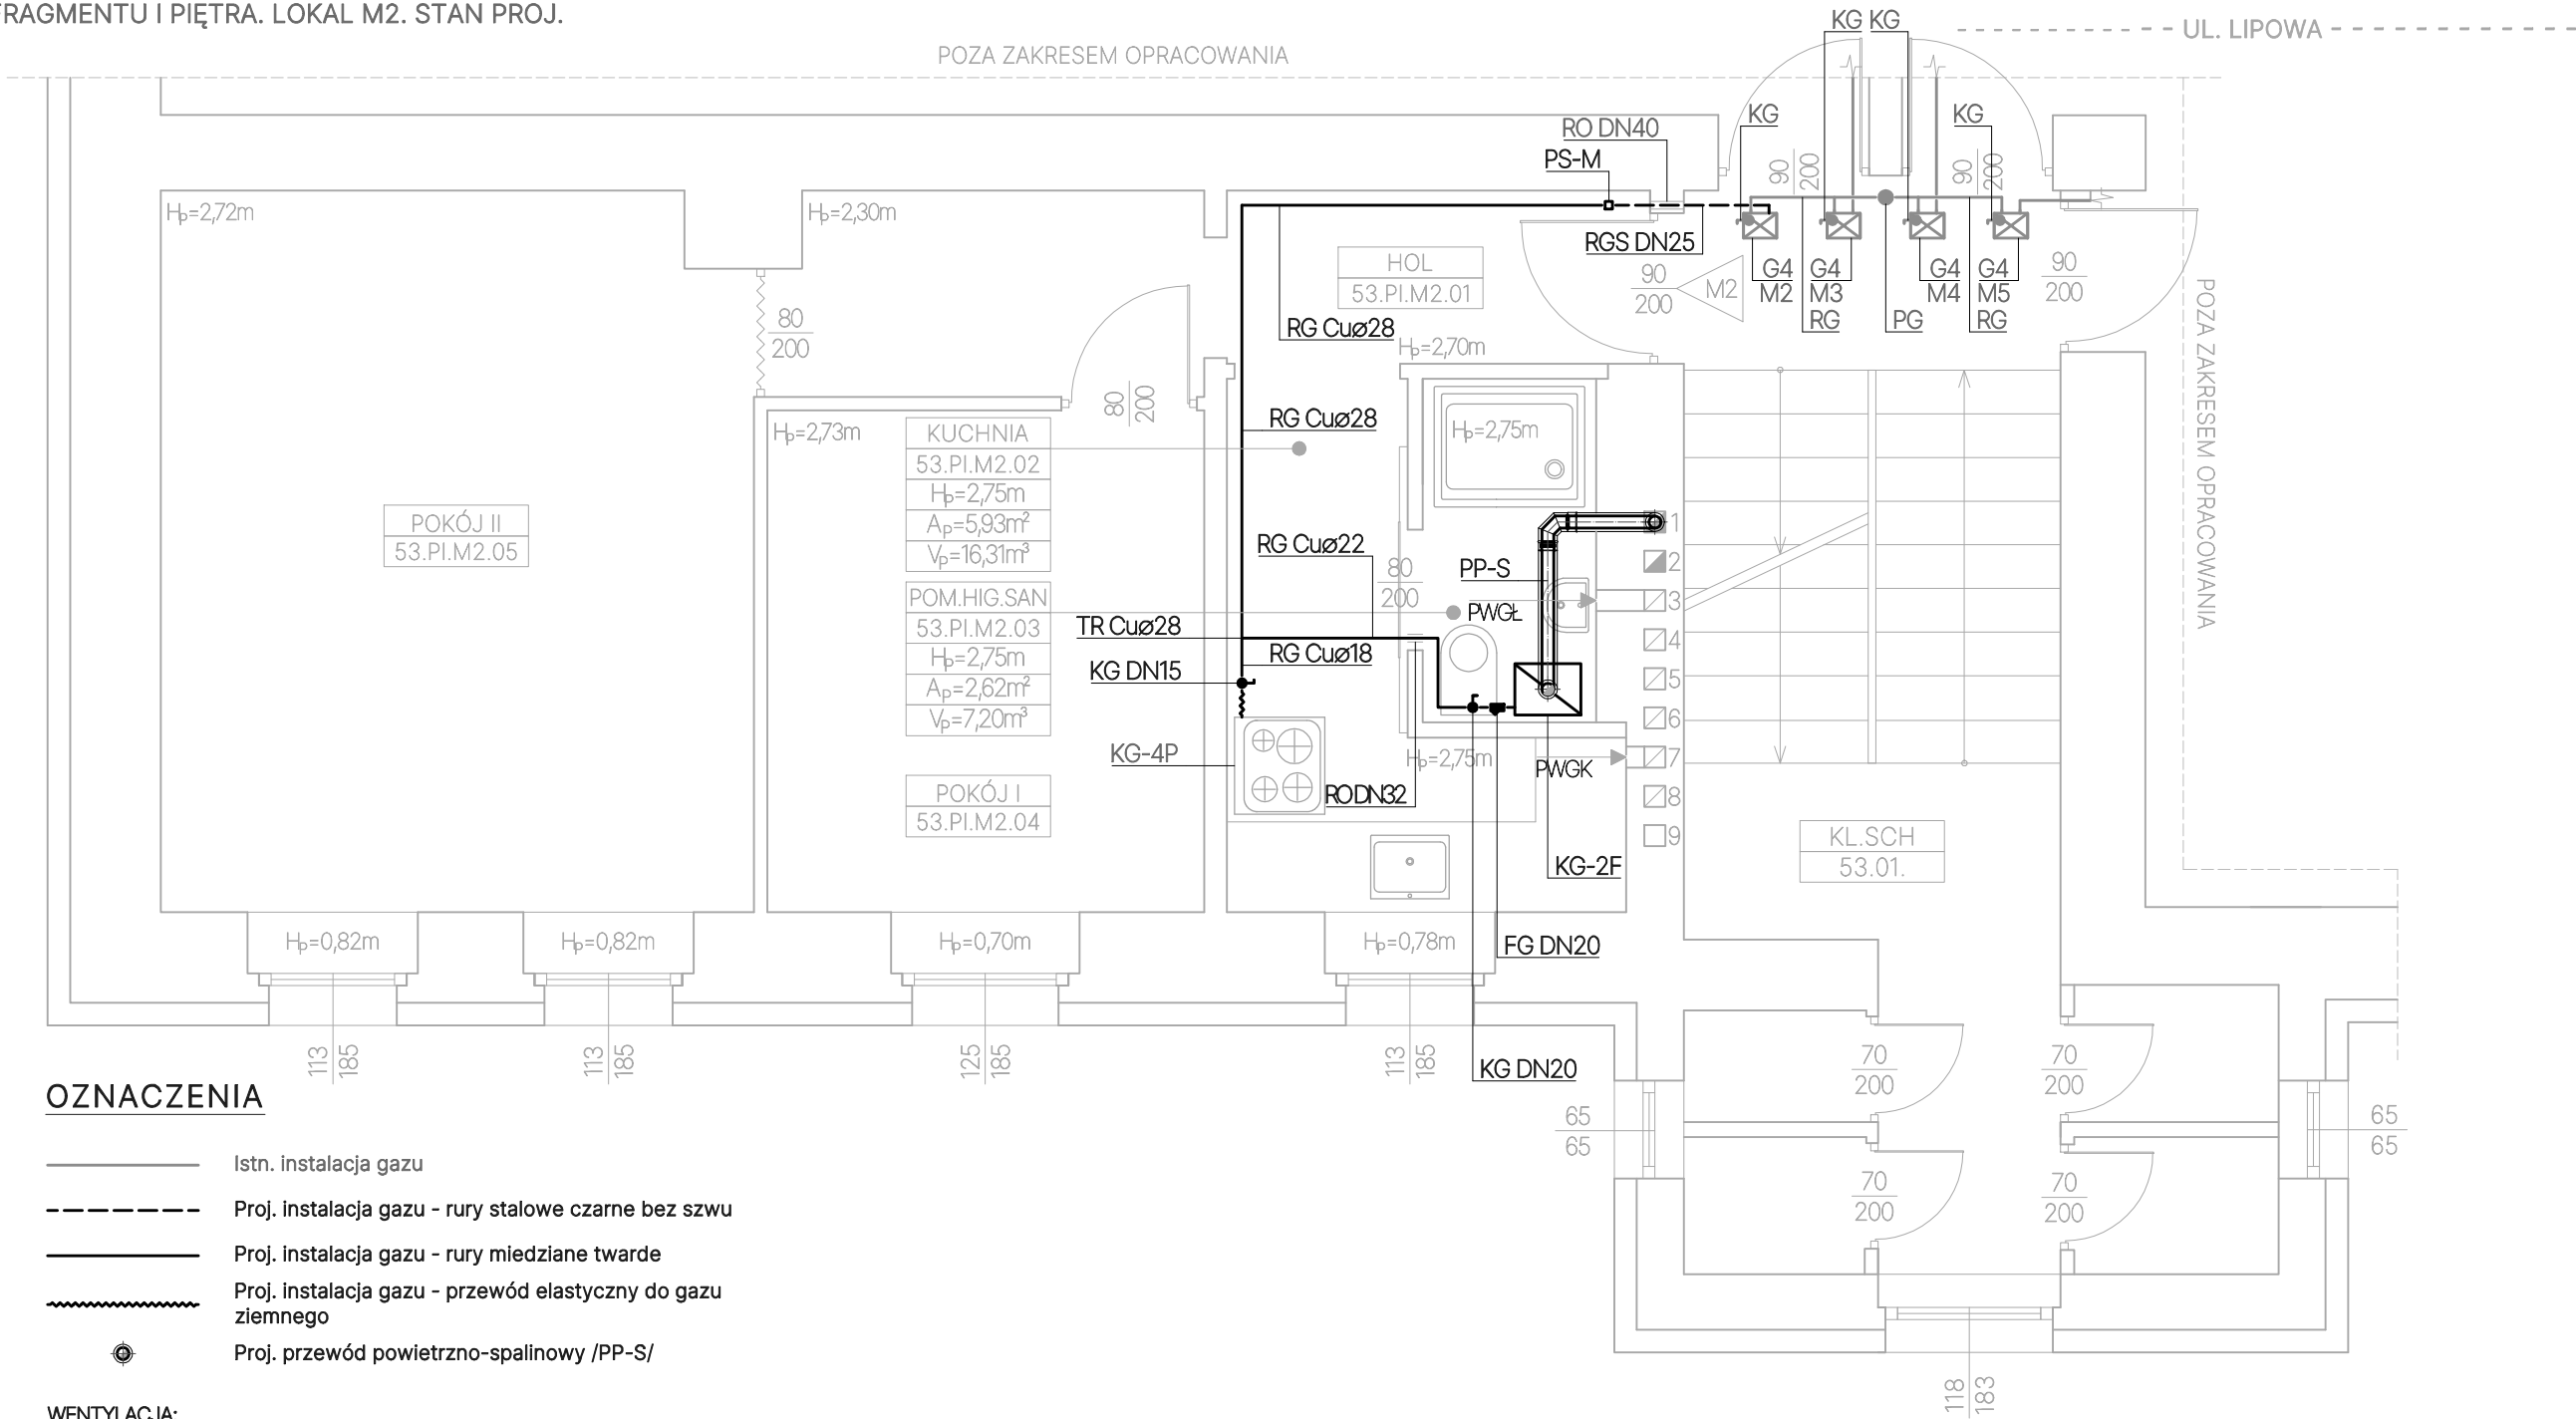 FRAGMENTU I PIĘTRA. LOKAL M2. STAN PROJ.
POZA ZAKRESEM OPRACOWANIA
KG KG
UL. LIPOWA
KG
KG
RO DN40
PS-M
90
200
90
200
Hp=2,72m
Hp=2,30m
RGS DN25
HOL
53.PI.M2.01
90
200
M2
G4
M2
G4
M3
G4
M4
G4
M5
RG
PG
RG
90
200
POZA ZAKRESEM OPRACOWANIA
80
200
RG Cuø28
Hp=2,70m
80
200
RG Cuø28
Hp=2,73m
KUCHNIA
53.PI.M2.02
Hp=2,75m
Ap=5,93m²
Vp=16,31m³
Hp=2,75m
POKÓJ II
53.PI.M2.05
RG Cuø22
80
200
PP-S
PWGŁ
1
2
3
4
5
6
7
8
9
POM.HIG.SAN
53.PI.M2.03
Hp=2,75m
Ap=2,62m²
Vp=7,20m³
TR Cuø28
RG Cuø18
KG DN15
KG-4P
Hp=2,75m
PWGK
RODN32
POKÓJ I
53.PI.M2.04
KL.SCH
53.01.
KG-2F
Hp=0,82m
Hp=0,82m
Hp=0,70m
Hp=0,78m
FG DN20
113
185
113
185
125
185
113
185
KG DN20
70
200
70
200
65
65
65
65
70
200
70
200
118
183
OZNACZENIA
Istn. instalacja gazu
Proj. instalacja gazu - rury stalowe czarne bez szwu
Proj. instalacja gazu - rury miedziane twarde
Proj. instalacja gazu - przewód elastyczny do gazu
ziemnego
Proj. przewód powietrzno-spalinowy /PP-S/
WENTYLACJA: